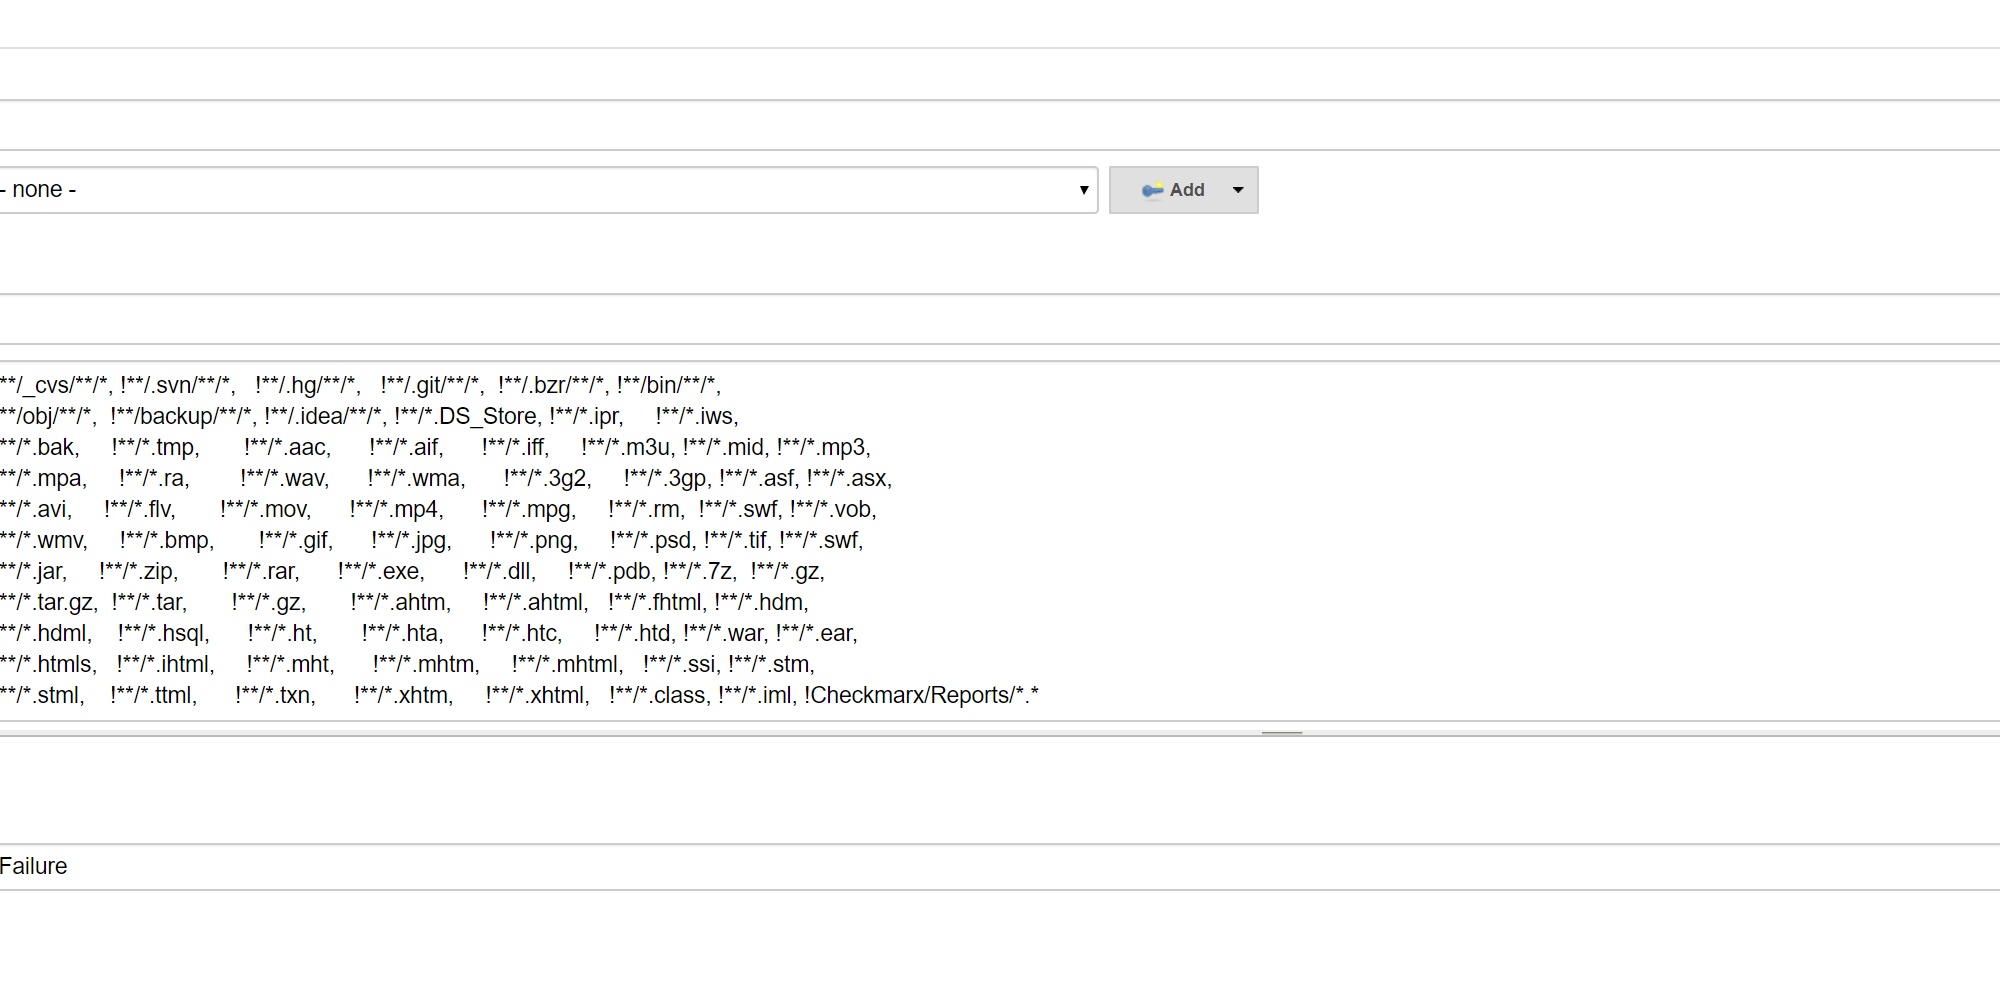 - none -
Add
**/_cvs/**/*, !**/.svn/**/*, !**/.hg/**/*, !**/.git/**/*, !**/.bzr/**/*, !**/bin/**/*,
**/obj/**/*, !**/backup/**/*, !**/.idea/**/*, !**/*.DS_Store, !**/*.ipr, !**/*.iws,
**/*.bak, !**/*.tmp, !**/*.aac, !**/*.aif, !**/*.iff, !**/*.m3u, !**/*.mid, !**/*.mp3,
**/*.mpa, !**/*.ra, !**/*.wav, !**/*.wma, !**/*.3g2, !**/*.3gp, !**/*.asf, !**/*.asx,
**/*.avi, !**/*.flv, !**/*.mov, !**/*.mp4, !**/*.mpg, !**/*.rm, !**/*.swf, !**/*.vob,
**/*.wmv, !**/*.bmp, !**/*.gif, !**/*.jpg, !**/*.png, !**/*.psd, !**/*.tif, !**/*.swf,
**/*.jar, !**/*.zip, !**/*.rar, !**/*.exe, !**/*.dll, !**/*.pdb, !**/*.7z, !**/*.gz,
**/*.tar.gz, !**/*.tar, !**/*.gz, !**/*.ahtm, !**/*.ahtml, !**/*.fhtml, !**/*.hdm,
**/*.hdml, !**/*.hsql, !**/*.ht, !**/*.hta, !**/*.htc, !**/*.htd, !**/*.war, !**/*.ear,
**/*.htmls, !**/*.ihtml, !**/*.mht, !**/*.mhtm, !**/*.mhtml, !**/*.ssi, !**/*.stm,
**/*.stml, !**/*.ttml, !**/*.txn, !**/*.xhtm, !**/*.xhtml, !**/*.class, !**/*.iml, !Checkmarx/Reports/*.*
Failure